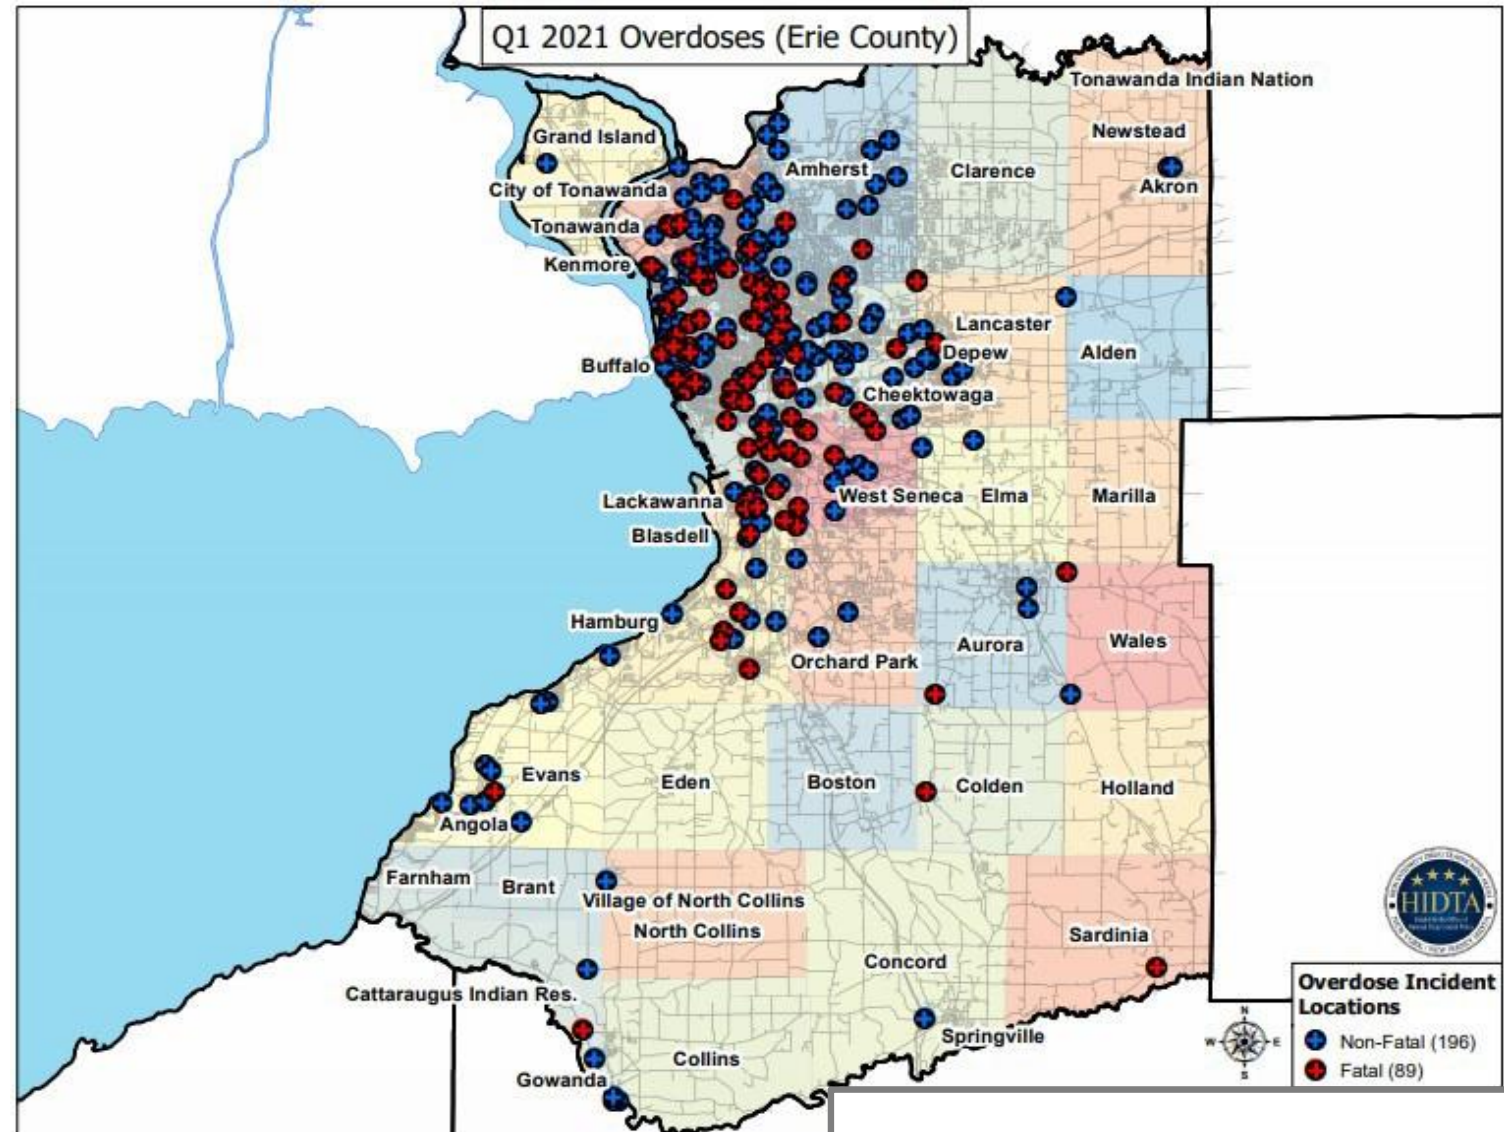 Q1 2021 Overdoses (Erie County)
Tonawanda Indian Nation
Newstead
Grand Island
Amherst
Clarence
Akron
City of Tonawanda
Tonawanda
Kenmore
Lancaster
Depew
Alden
Buffalo
Cheektowaga
Lackawanna
West Seneca
Elma
Marilla
Blasdell
Hamburg
Aurora
Wales
Orchard Park
Evans
Eden
Boston
Colden
Holland
Angola
Farnham
Brant
Village of North Collins
North Collins
Sardinia
Concord
Cattaraugus Indian Res.
Springville
Collins
Gowanda
HIDTA
Overdose Incident
Locations
Non-Fatal (196)
Fatal (89)
N
W
E
S